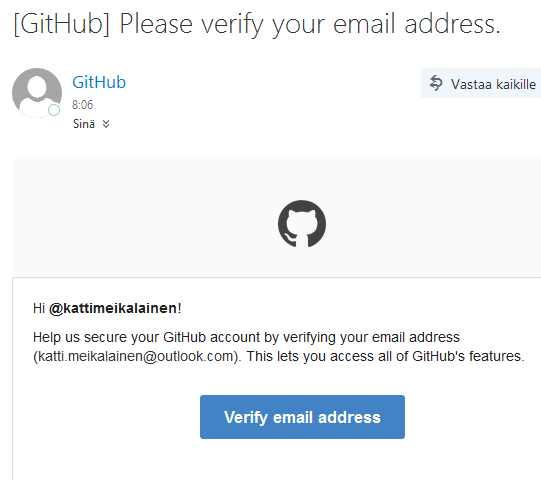 [GitHub] Please verify your email address.
GitHub
8:06
Sinä
Vastaa kaikille
Hi @kattimeikalainen!
Help us secure your GitHub account by verifying your email address
(katti.meikalainen@outlook.com). This lets you access all of GitHub's features.
Verify email address